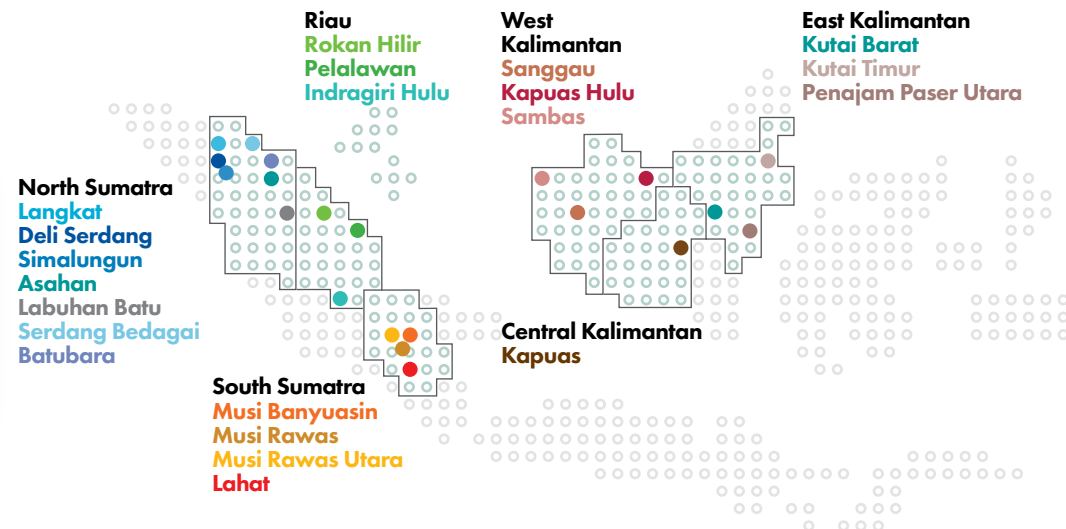 Riau
Rokan Hilir
Pelalawan
Indragiri Hulu
West
Kalimantan
Sanggau
Kapuas Hulu
Sambas
East Kalimantan
Kutai Barat
Kutai Timur
Penajam Paser Utara
North Sumatra
Langkat
Deli Serdang
Simalungun
Asahan
Labuhan Batu
Serdang Bedagai
Batubara
Central Kalimantan
Kapuas
South Sumatra
Musi Banyuasin
Musi Rawas
Musi Rawas Utara
Lahat